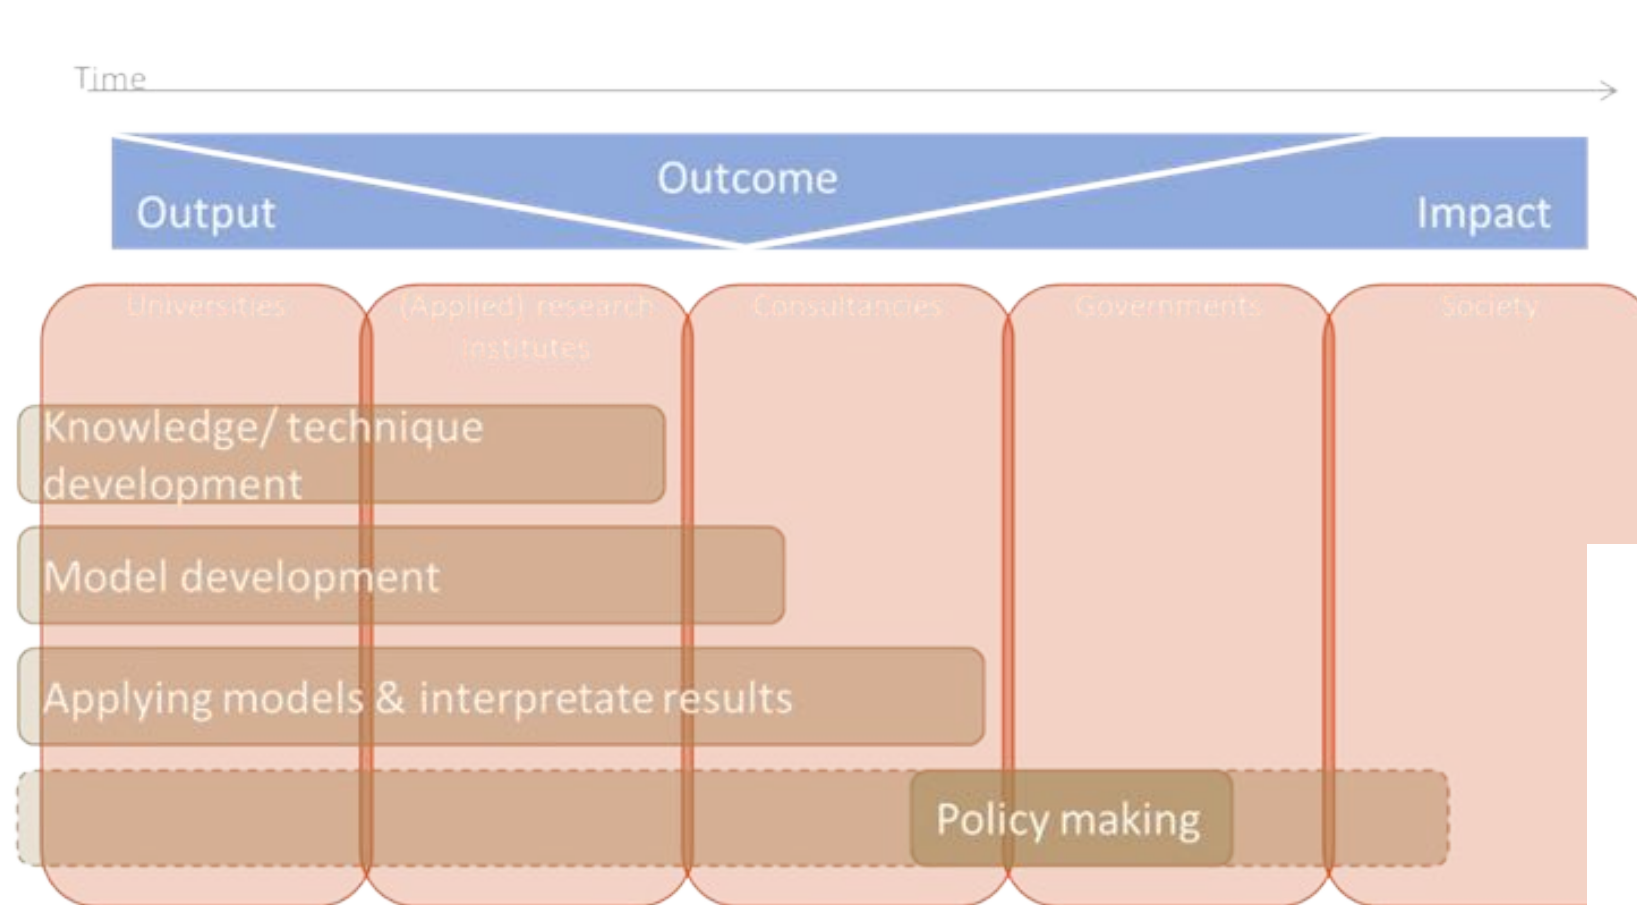 Time
Outcome
Output
Impact
Universities
(Applied) research
institutes
Consultancies
Governments
Society
Knowledge/ technique
development
Model development
Applying models & interpretate results
Policy making